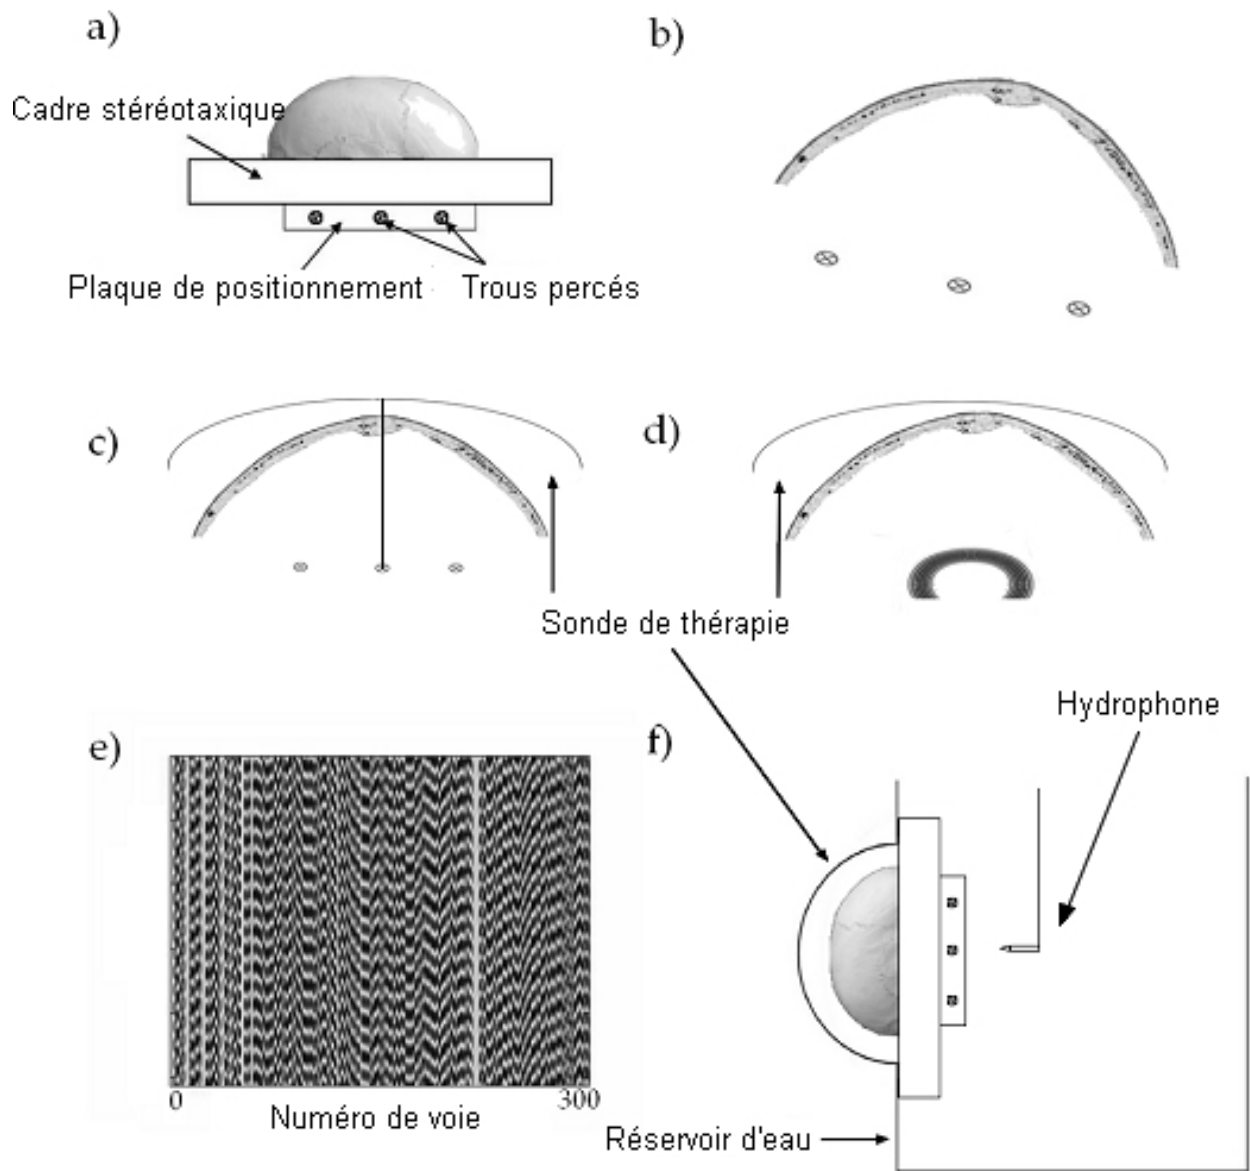 a)
b)
Cadre stéréotaxique
Plaque de positionnement
Trous percés
c)
d)
Sonde de thérapie
e)
f)
Hydrophone
0
300
Numéro de voie
Réservoir d'eau